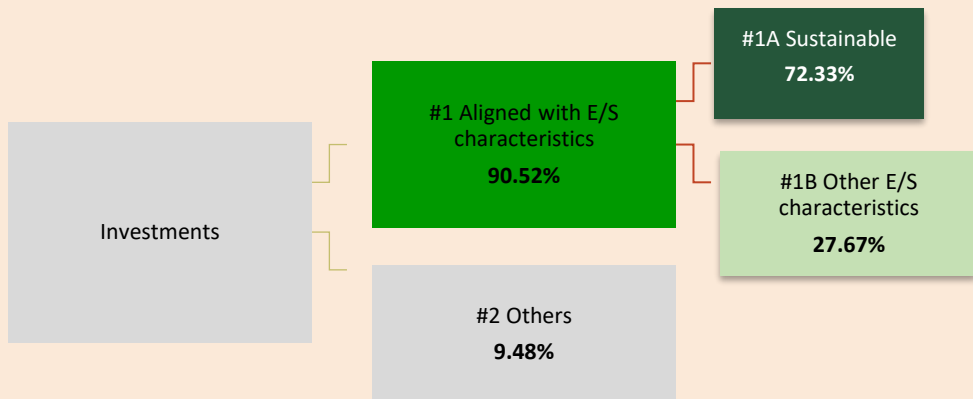 Investments
#1 Aligned with E/S
characteristics
90.52%
#2 Others
9.48%
#1A Sustainable
72.33%
#1B Other E/S
characteristics
27.67%